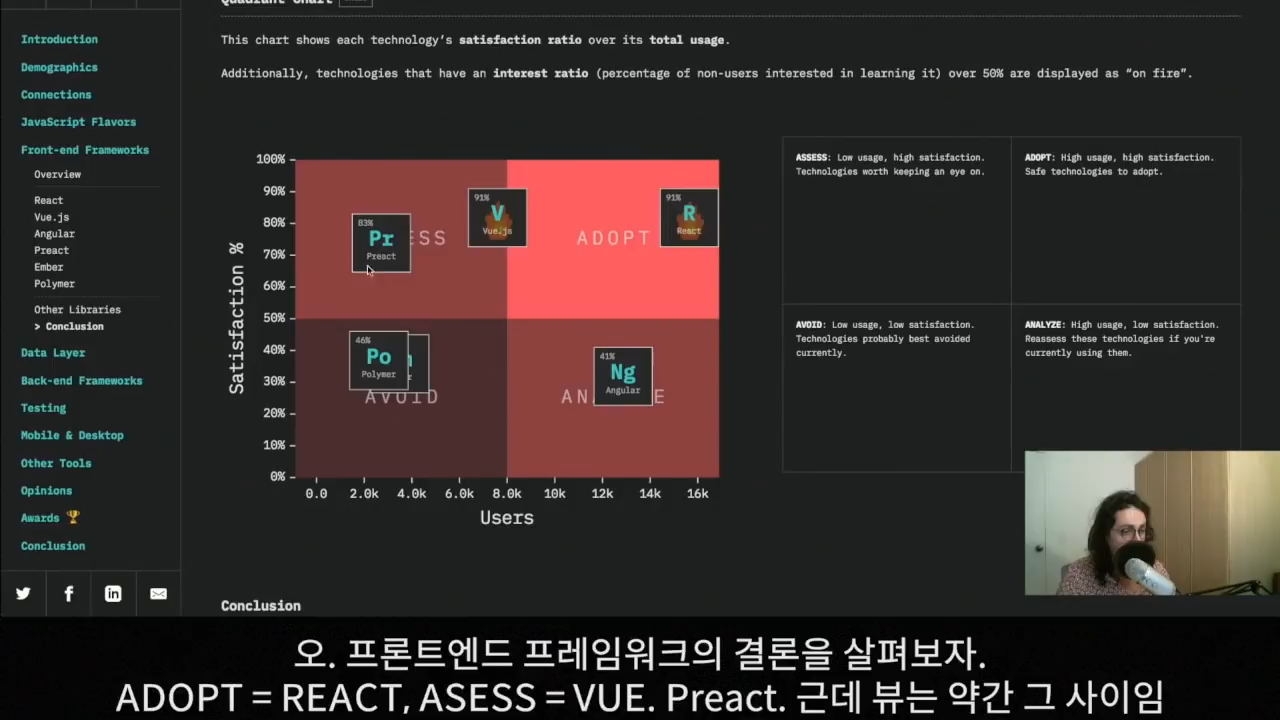 Quadrant Chart
Introduction
Demographics
Connections
JavaScript Flavors
Front-end Frameworks
Overview
React
Vue.js
Angular
Preact
Ember
Polymer
Other Libraries
> Conclusion
Data Layer
Back-end Frameworks
Testing
Mobile & Desktop
Other Tools
Opinions
Awards 🏆
Conclusion
This chart shows each technology’s satisfaction ratio over its total usage.
Additionally, technologies that have an interest ratio (percentage of non-users interested in learning it) over 50% are displayed as “on fire”.
Satisfaction %
100%
90%
80%
70%
60%
50%
40%
30%
20%
10%
0%
ESS
ADOPT
AVOID
AN
E
83%
Pr
Preact
91%
V
Vue.js
91%
R
React
46%
Po
Polymer
n
r
41%
Ng
Angular
0.0 2.0k 4.0k 6.0k 8.0k 10k 12k 14k 16k
Users
ASSESS: Low usage, high satisfaction.
Technologies worth keeping an eye on.
ADOPT: High usage, high satisfaction.
Safe technologies to adopt.
AVOID: Low usage, low satisfaction.
Technologies probably best avoided
currently.
ANALYZE: High usage, low satisfaction.
Reassess these technologies if you're
currently using them.
Conclusion
오. 프론트엔드 프레임워크의 결론을 살펴보자.
ADOPT = REACT, ASESS = VUE. Preact. 근데 뷰는 약간 그 사이임